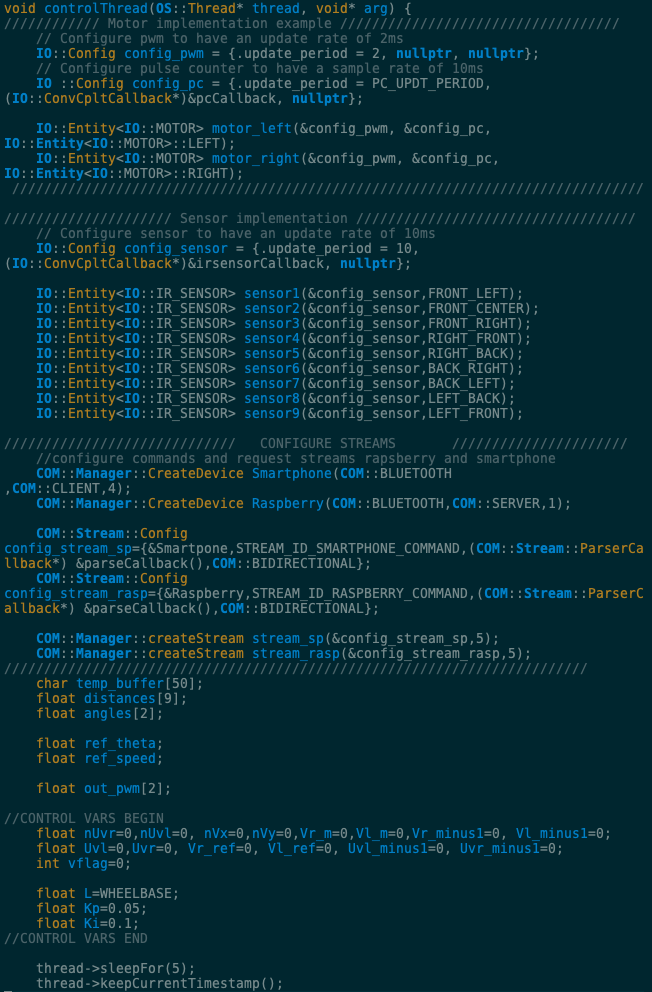 void controlThread(OS::Thread* thread, void* arg) {
//////////// Motor implementation example ///////////////////////////////////
    // Configure pwm to have an update rate of 2ms
    IO::Config config_pwm = {.update_period = 2, nullptr, nullptr};
    // Configure pulse counter to have a sample rate of 10ms
    IO ::Config config_pc = {.update_period = PC_UPDT_PERIOD,
(IO::ConvCpltCallback*)&pcCallback, nullptr};

    IO::Entity<IO::MOTOR> motor_left(&config_pwm, &config_pc,
IO::Entity<IO::MOTOR>::LEFT);
    IO::Entity<IO::MOTOR> motor_right(&config_pwm, &config_pc,
IO::Entity<IO::MOTOR>::RIGHT);
 ///////////////////////////////////////////////////////////////////////////////

///////////////////// Sensor implementation ///////////////////////////////////
    // Configure sensor to have an update rate of 10ms
    IO::Config config_sensor = {.update_period = 10,
(IO::ConvCpltCallback*)&irsensorCallback, nullptr};

    IO::Entity<IO::IR_SENSOR> sensor1(&config_sensor,FRONT_LEFT);
    IO::Entity<IO::IR_SENSOR> sensor2(&config_sensor,FRONT_CENTER);
    IO::Entity<IO::IR_SENSOR> sensor3(&config_sensor,FRONT_RIGHT);
    IO::Entity<IO::IR_SENSOR> sensor4(&config_sensor,RIGHT_FRONT);
    IO::Entity<IO::IR_SENSOR> sensor5(&config_sensor,RIGHT_BACK);
    IO::Entity<IO::IR_SENSOR> sensor6(&config_sensor,BACK_RIGHT);
    IO::Entity<IO::IR_SENSOR> sensor7(&config_sensor,BACK_LEFT);
    IO::Entity<IO::IR_SENSOR> sensor8(&config_sensor,LEFT_BACK);
    IO::Entity<IO::IR_SENSOR> sensor9(&config_sensor,LEFT_FRONT);

/////////////////////////////   CONFIGURE STREAMS       //////////////////////
    //configure commands and request streams rapsberry and smartphone
    COM::Manager::CreateDevice Smartphone(COM::BLUETOOTH
,COM::CLIENT,4);
    COM::Manager::CreateDevice Raspberry(COM::BLUETOOTH,COM::SERVER,1);

    COM::Stream::Config
config_stream_sp={&Smartpone,STREAM_ID_SMARTPHONE_COMMAND,(COM::Stream::ParserCa
llback*) &parseCallback(),COM::BIDIRECTIONAL};
    COM::Stream::Config
config_stream_rasp={&Raspberry,STREAM_ID_RASPBERRY_COMMAND,(COM::Stream::ParserC
allback*) &parseCallback(),COM::BIDIRECTIONAL};

    COM::Manager::createStream stream_sp(&config_stream_sp,5);
    COM::Manager::createStream stream_rasp(&config_stream_rasp,5);
/////////////////////////////////////////////////////////////////////////
    char temp_buffer[50];
    float distances[9];
    float angles[2];

    float ref_theta;
    float ref_speed;

    float out_pwm[2];

//CONTROL VARS BEGIN
    float nUvr=0,nUvl=0, nVx=0,nVy=0,Vr_m=0,Vl_m=0,Vr_minus1=0, Vl_minus1=0;
    float Uvl=0,Uvr=0, Vr_ref=0, Vl_ref=0, Uvl_minus1=0, Uvr_minus1=0;
    int vflag=0;

    float L=WHEELBASE;
    float Kp=0.05;
    float Ki=0.1;
//CONTROL VARS END

    thread->sleepFor(5);
    thread->keepCurrentTimestamp();